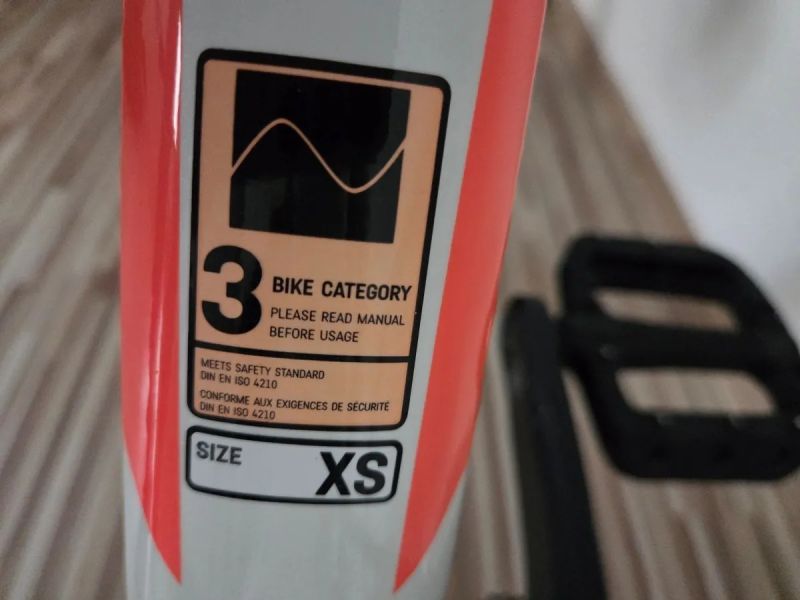 3 BIKE CATEGORY
PLEASE READ MANUAL
BEFORE USAGE
MEETS SAFETY STANDARD
DIN EN ISO 4210
CONFORME AUX EXIGENCES DE SÉCURITÉ
DIN EN ISO 4210
SIZE XS